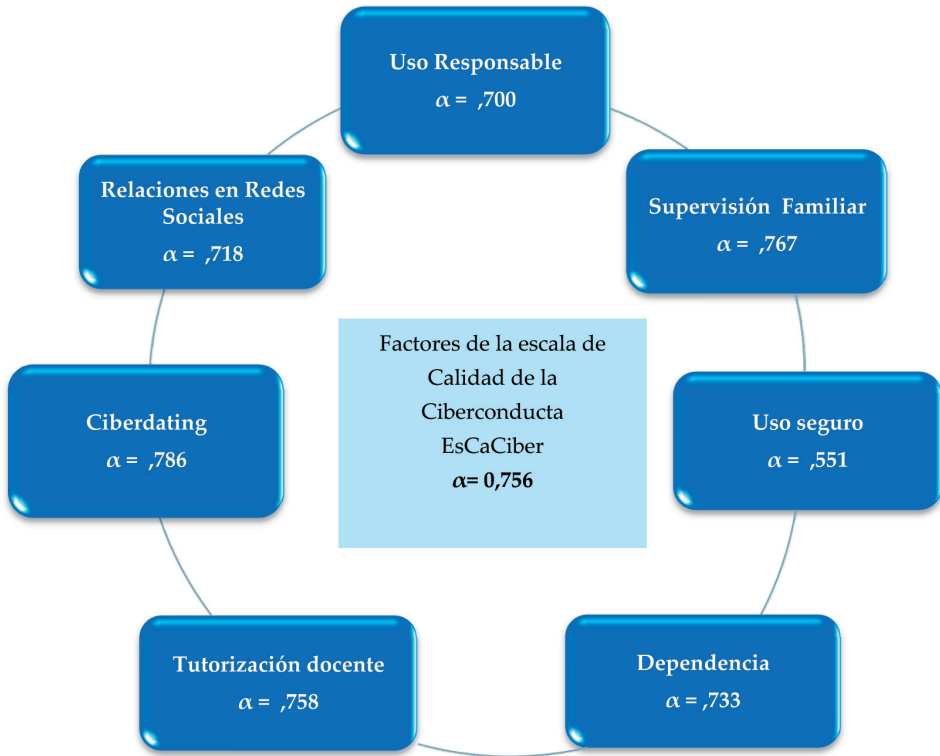 Uso Responsable
α = ,700
Relaciones en Redes
Sociales
α = ,718
Supervisión Familiar
α = ,767
Factores de la escala de
Calidad de la
Ciberconducta
EsCaCiber
α= 0,756
Ciberdating
α = ,786
Uso seguro
α = ,551
Tutorización docente
α = ,758
Dependencia
α = ,733